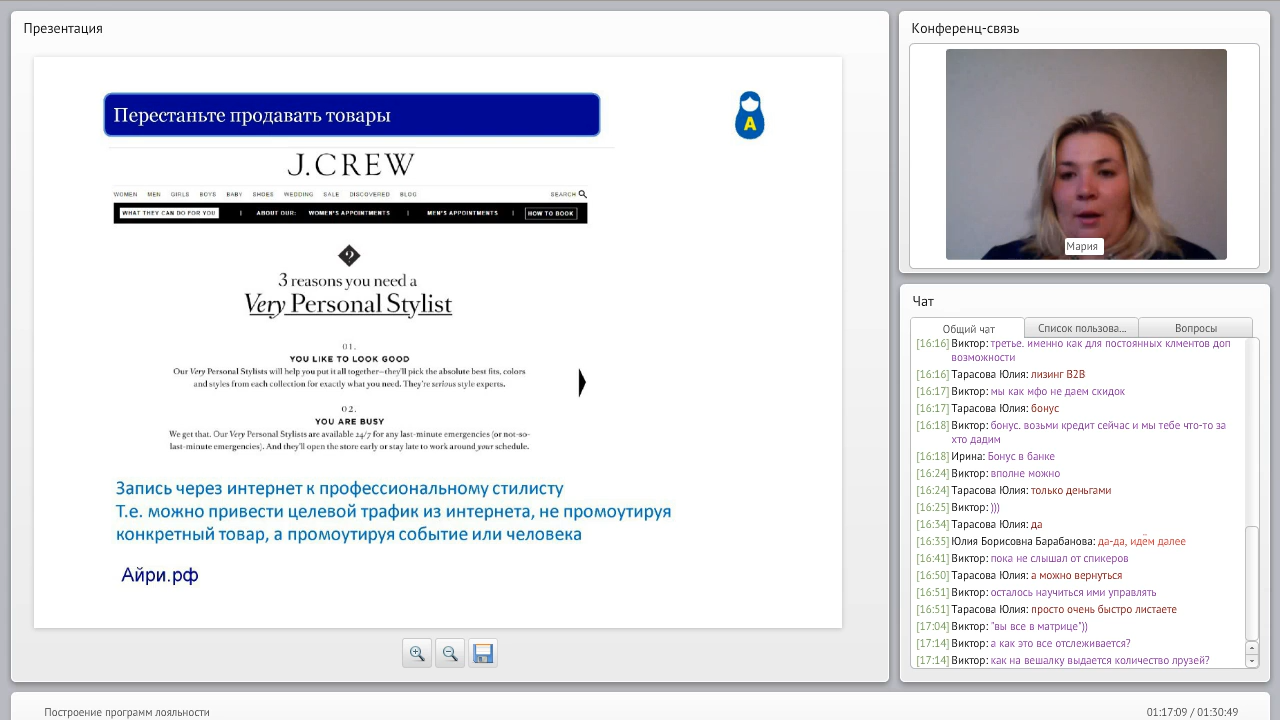 Презентация
Перестаньте продавать товары
A
J.CREW
WOMEN MEN GIRLS BOYS BABY SHOES WEDDING SALE DISCOVERED BLOG SEARCH
WHAT THEY CAN DO FOR YOU | ABOUT OUR: WOMEN'S APPOINTMENTS | MEN'S APPOINTMENTS | HOW TO BOOK
?
3 reasons you need a
Very Personal Stylist
01.
YOU LIKE TO LOOK GOOD
Our Very Personal Stylists will help you put it all together—they'll pick the absolute best fits, colors
and styles from each collection for exactly what you need. They're serious style experts.
02.
YOU ARE BUSY
We get that. Our Very Personal Stylists are available 24/7 for any last-minute emergencies (or not-so-
last-minute emergencies). And they'll open the store early or stay late to work around your schedule.
Запись через интернет к профессиональному стилисту
Т.е. можно привести целевой трафик из интернета, не промоутируя
конкретный товар, а промоутируя событие или человека
Айри.рф
Конференц-связь
Мария
Чат
Общий чат Список пользова... Вопросы
[16:16] Виктор: третье. именно как для постоянных клментов доп
возможности
[16:16] Тарасова Юлия: лизинг B2B
[16:17] Виктор: мы как мфо не даем скидок
[16:17] Тарасова Юлия: бонус
[16:18] Виктор: бонус. возьми кредит сейчас и мы тебе что-то за
хто дадим
[16:18] Ирина: Бонус в банке
[16:24] Виктор: вполне можно
[16:24] Тарасова Юлия: только деньгами
[16:25] Виктор: )))
[16:34] Тарасова Юлия: да
[16:35] Юлия Борисовна Барабанова: да-да, идём далее
[16:41] Виктор: пока не слышал от спикеров
[16:50] Тарасова Юлия: а можно вернуться
[16:51] Виктор: осталось научиться ими управлять
[16:51] Тарасова Юлия: просто очень быстро листаете
[17:04] Виктор: "вы все в матрице"))
[17:14] Виктор: а как это все отслеживается?
[17:14] Виктор: как на вешалку выдается количество лрузей?
Построение программ лояльности
01:17:09 / 01:30:49